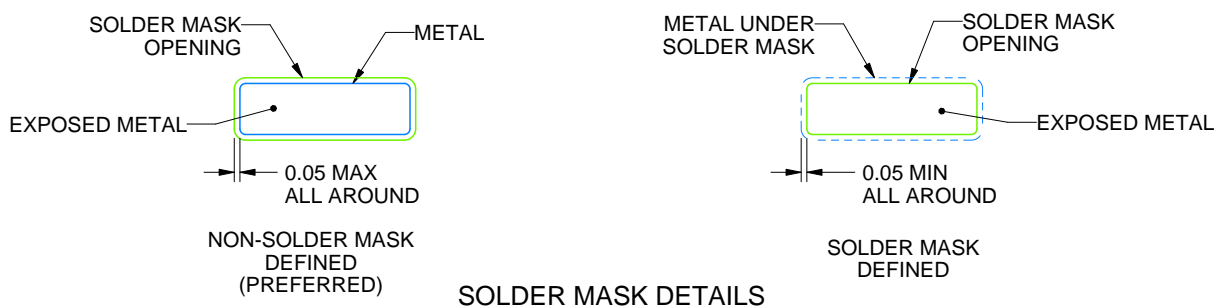 SOLDER MASK
OPENING
METAL
EXPOSED METAL
0.05 MAX
ALL AROUND
NON-SOLDER MASK
DEFINED
(PREFERRED)
METAL UNDER
SOLDER MASK
SOLDER MASK
OPENING
EXPOSED METAL
0.05 MIN
ALL AROUND
SOLDER MASK
DEFINED
SOLDER MASK DETAILS